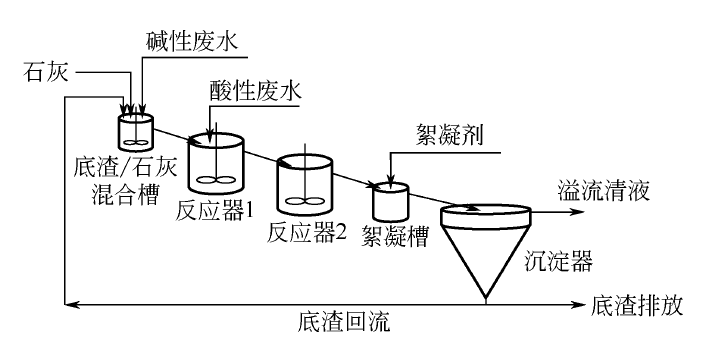 碱性废水
石灰
酸性废水
絮凝剂
底渣/石灰
混合槽
反应器1
反应器2
絮凝槽
溢流清液
沉淀器
底渣回流
底渣排放